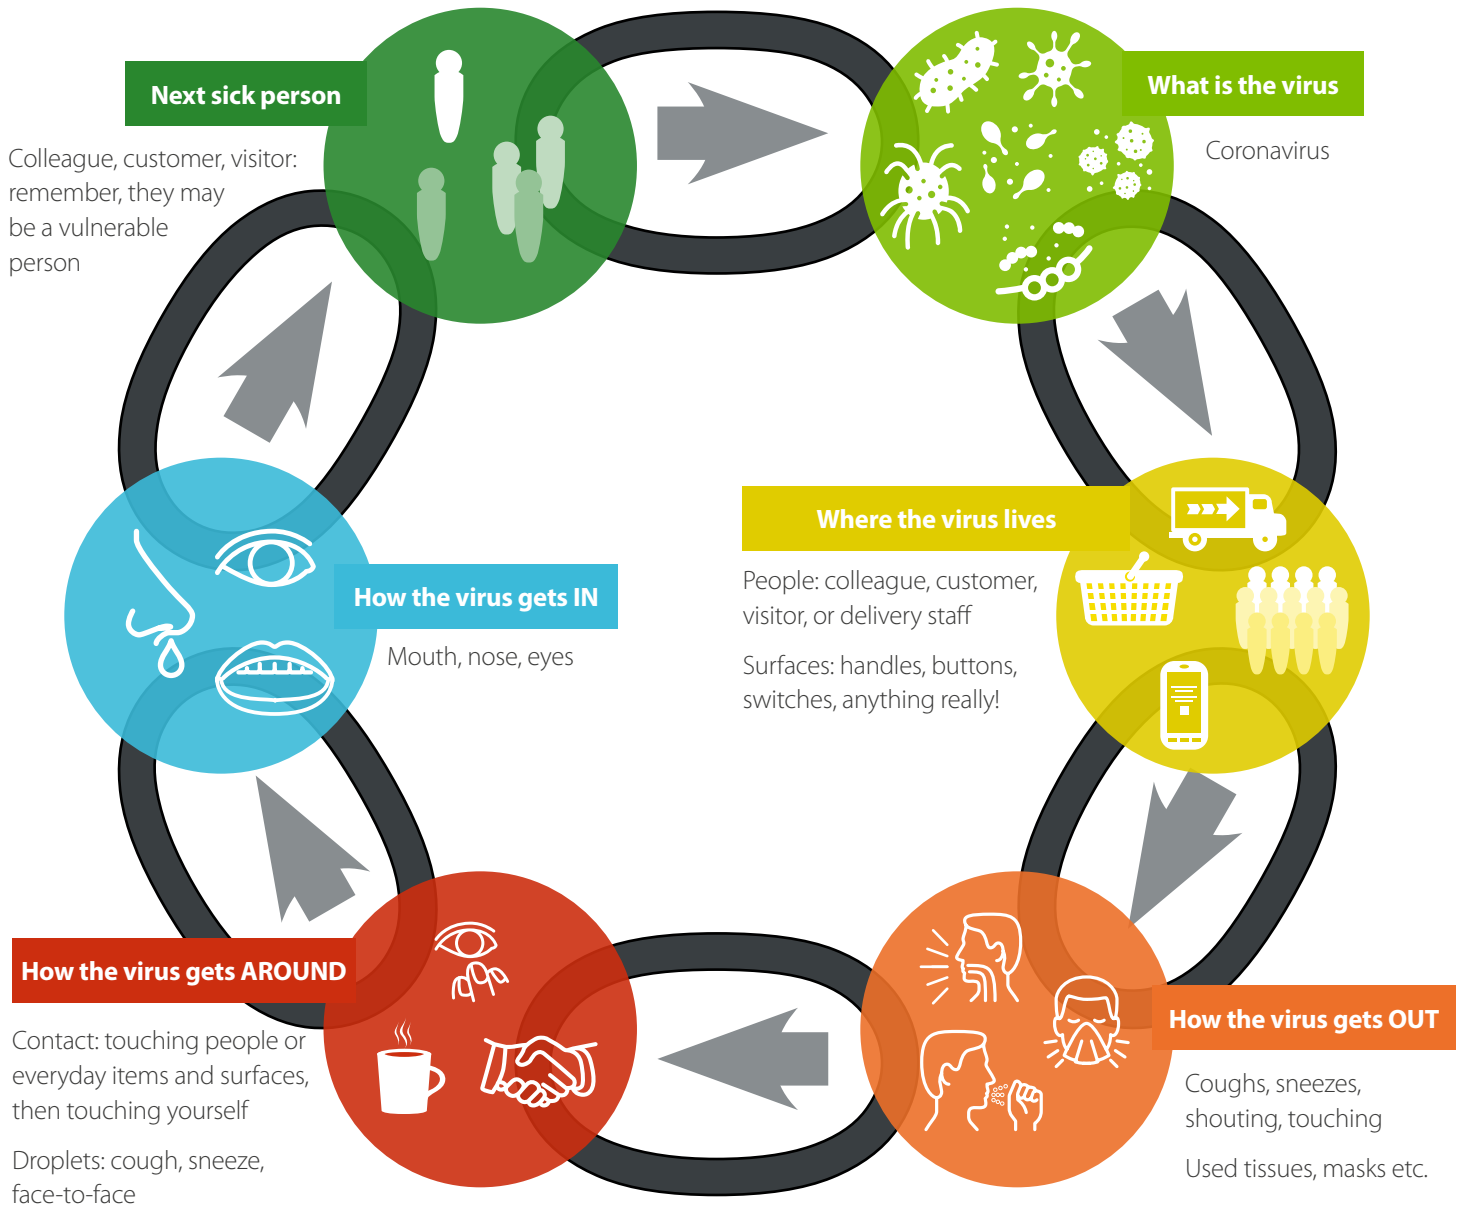 Next sick person
Colleague, customer, visitor:
remember, they may
be a vulnerable
person
What is the virus
Coronavirus
Where the virus lives
People: colleague, customer,
visitor, or delivery staff
Surfaces: handles, buttons,
switches, anything really!
How the virus gets OUT
Coughs, sneezes,
shouting, touching
Used tissues, masks etc.
How the virus gets AROUND
Contact: touching people or
everyday items and surfaces,
then touching yourself
Droplets: cough, sneeze,
face-to-face
How the virus gets IN
Mouth, nose, eyes